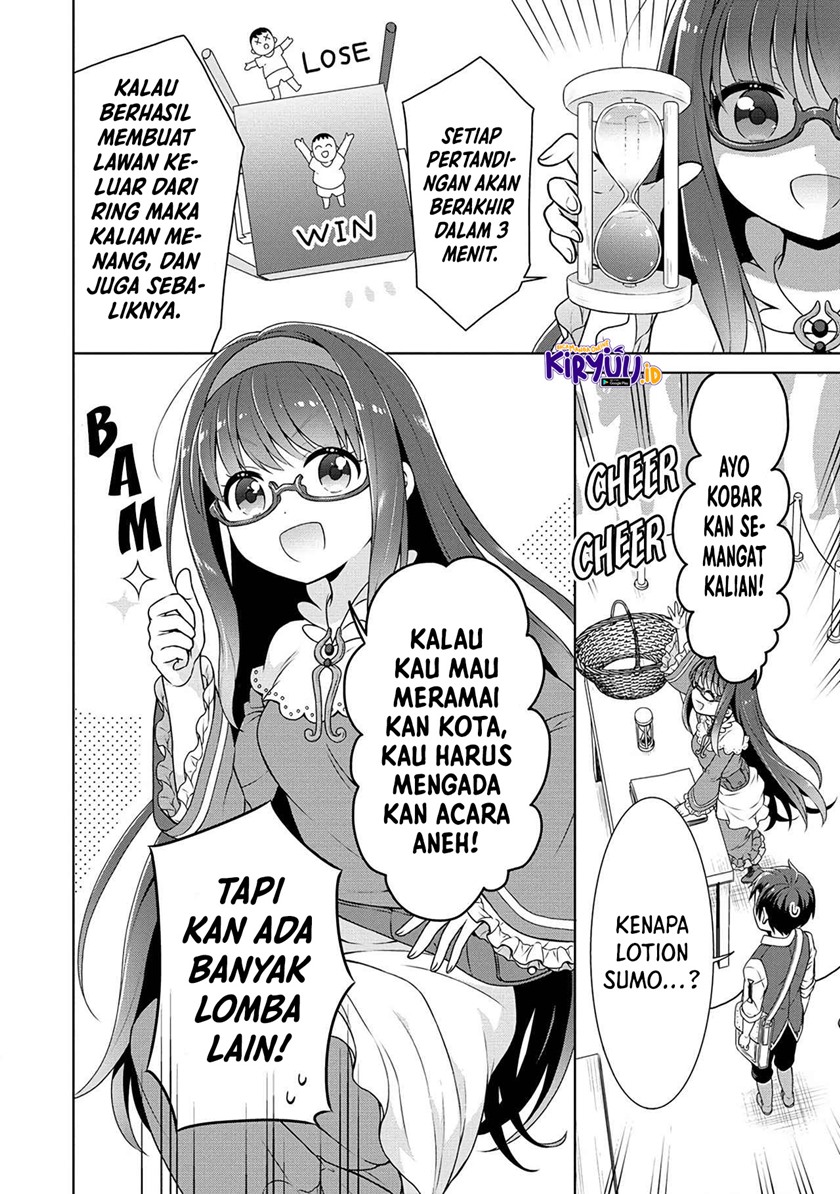 SETIAP
PERTANDI-
NGAN AKAN
BERAKHIR
DALAM 3
MENIT.
LOSE
WIN
KALAU
BERHASIL
MEMBUAT
LAWAN KE-
LUAR DARI
RING MAKA
KALIAN ME-
NANG, DAN
JUGA SEBA-
LIKNYA.
KIRYUU.ID
AYO
KOBAR
KAN SE-
MANGAT
KALIAN!
CHEER
CHEER
KENAPA
LOTION
SUMO...?
BAM
KALAU
KAU MAU
MERAMAI
KAN KOTA,
KAU HARUS
MENGADA
KAN ACARA
ANEH!
TAPI
KAN ADA
BANYAK
LOMBA
LAIN!